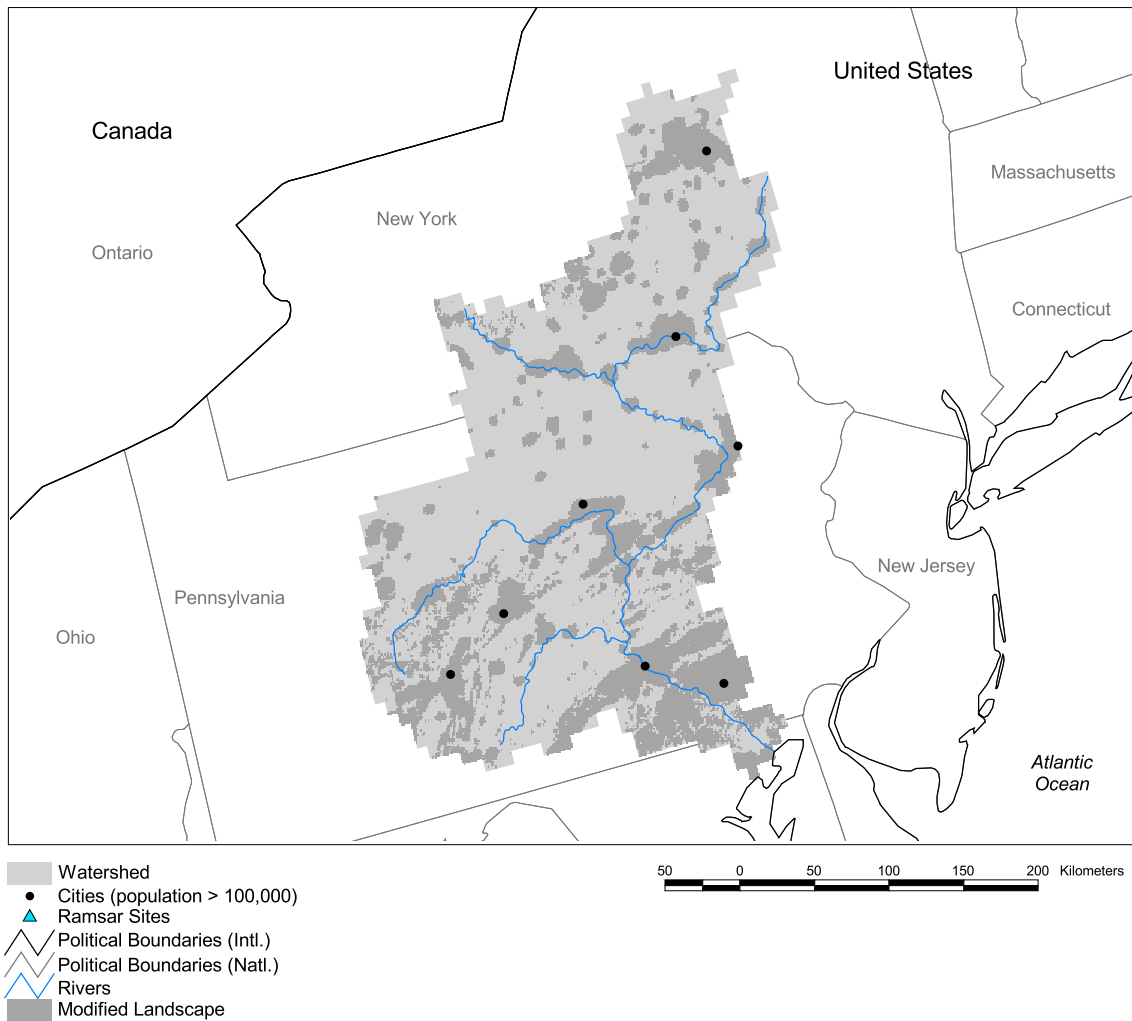 United States
Canada
Massachusetts
New York
Ontario
Connecticut
New Jersey
Pennsylvania
Ohio
Atlantic
Ocean
Watershed
Cities (population > 100,000)
Ramsar Sites
Political Boundaries (Intl.)
Political Boundaries (Natl.)
Rivers
Modified Landscape
50 0 50 100 150 200 Kilometers